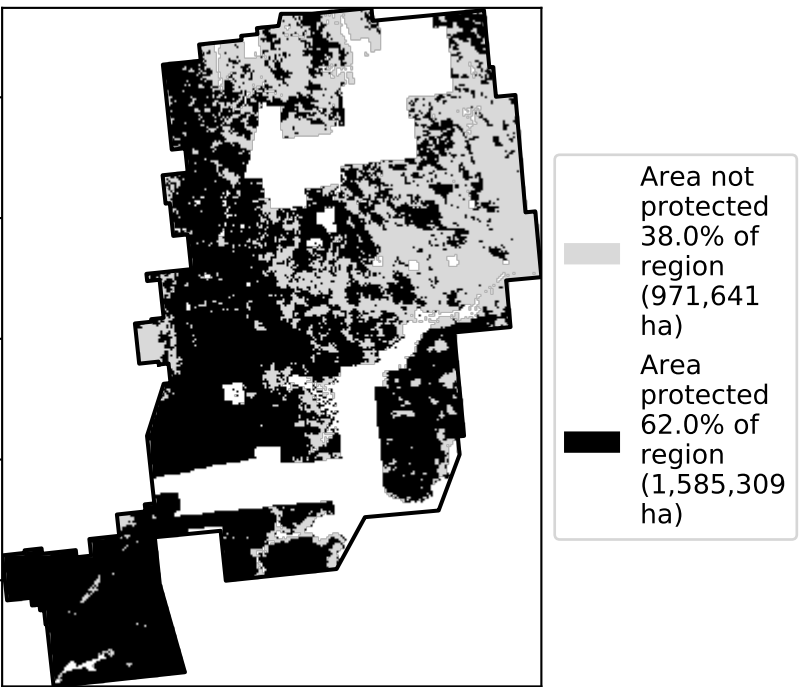 Area not
protected
38.0% of
region
(971,641
ha)
Area
protected
62.0% of
region
(1,585,309
ha)